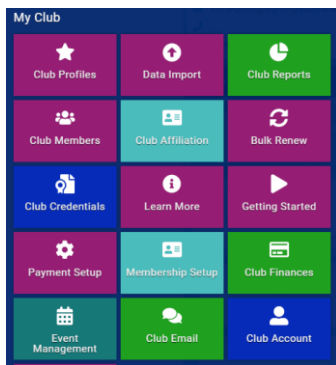 My Club
Club Profiles
Data Import
Club Reports
Club Members
Club Affiliation
Bulk Renew
Club Credentials
Learn More
Getting Started
Payment Setup
Membership Setup
Club Finances
Event
Management
Club Email
Club Account